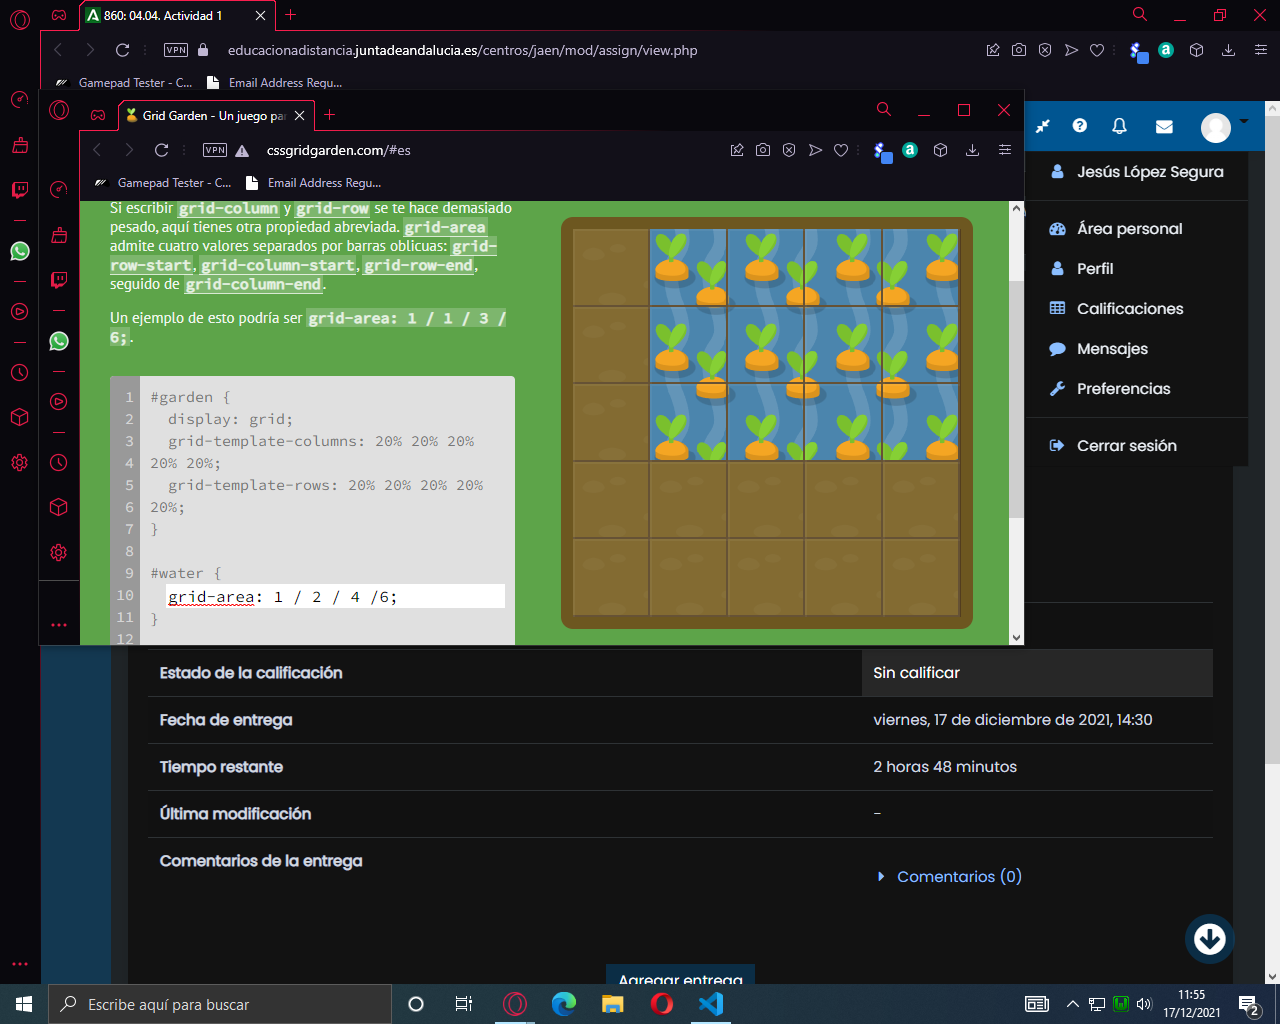 860: 04.04. Actividad 1
VPN
educacionadistancia.juntadeandalucia.es/centros/jaen/mod/assign/view.php
Gamepad Tester - C...
Email Address Requ...
Grid Garden - Un juego pa
VPN
cssgridgarden.com/#es
Gamepad Tester - C...
Email Address Requ...
Si escribir grid-column y grid-row se te hace demasiado
pesado, aquí tienes otra propiedad abreviada. grid-area
admite cuatro valores separados por barras oblicuas: grid-
row-start, grid-column-start, grid-row-end,
seguido de grid-column-end.
Un ejemplo de esto podría ser grid-area: 1 / 1 / 3 /
6;.
1 #garden {
2 display: grid;
3 grid-template-columns: 20% 20% 20%
4 20% 20%;
5 grid-template-rows: 20% 20% 20% 20%
6 20%;
7 }
8
9 #water {
10 grid-area: 1 / 2 / 4 /6;
11 }
12
Jesús López Segura
Área personal
Perfil
Calificaciones
Mensajes
Preferencias
Cerrar sesión
Estado de la calificación Sin calificar
Fecha de entrega viernes, 17 de diciembre de 2021, 14:30
Tiempo restante 2 horas 48 minutos
Última modificación -
Comentarios de la entrega
Comentarios (0)
Agregar entrega
Escribe aquí para buscar
11:55
17/12/2021
2